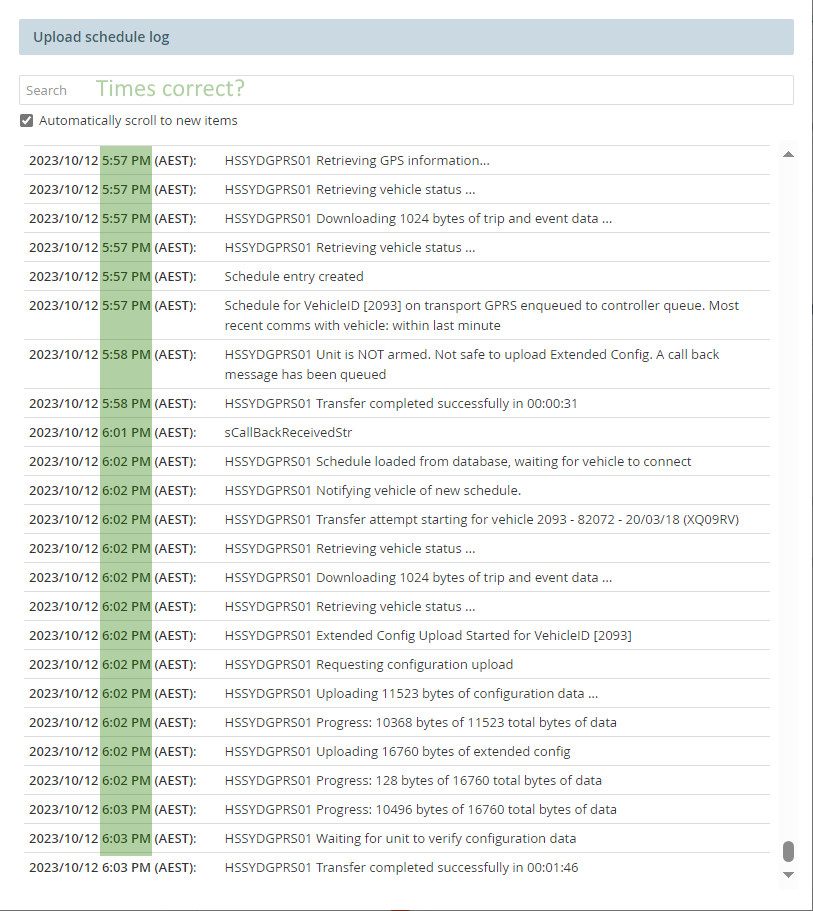 Upload schedule log
Search Times correct?
Automatically scroll to new items
2023/10/12 5:57 PM (AEST): HSSYDGPRS01 Retrieving GPS information...
2023/10/12 5:57 PM (AEST): HSSYDGPRS01 Retrieving vehicle status ...
2023/10/12 5:57 PM (AEST): HSSYDGPRS01 Downloading 1024 bytes of trip and event data ...
2023/10/12 5:57 PM (AEST): HSSYDGPRS01 Retrieving vehicle status ...
2023/10/12 5:57 PM (AEST): Schedule entry created
2023/10/12 5:57 PM (AEST): Schedule for VehicleID [2093] on transport GPRS enqueued to controller queue. Most
recent comms with vehicle: within last minute
2023/10/12 5:58 PM (AEST): HSSYDGPRS01 Unit is NOT armed. Not safe to upload Extended Config. A call back
message has been queued
2023/10/12 5:58 PM (AEST): HSSYDGPRS01 Transfer completed successfully in 00:00:31
2023/10/12 6:01 PM (AEST): sCallBackReceivedStr
2023/10/12 6:02 PM (AEST): HSSYDGPRS01 Schedule loaded from database, waiting for vehicle to connect
2023/10/12 6:02 PM (AEST): HSSYDGPRS01 Notifying vehicle of new schedule.
2023/10/12 6:02 PM (AEST): HSSYDGPRS01 Transfer attempt starting for vehicle 2093 - 82072 - 20/03/18 (XQ09RV)
2023/10/12 6:02 PM (AEST): HSSYDGPRS01 Retrieving vehicle status ...
2023/10/12 6:02 PM (AEST): HSSYDGPRS01 Downloading 1024 bytes of trip and event data ...
2023/10/12 6:02 PM (AEST): HSSYDGPRS01 Retrieving vehicle status ...
2023/10/12 6:02 PM (AEST): HSSYDGPRS01 Extended Config Upload Started for VehicleID [2093]
2023/10/12 6:02 PM (AEST): HSSYDGPRS01 Requesting configuration upload
2023/10/12 6:02 PM (AEST): HSSYDGPRS01 Uploading 11523 bytes of configuration data ...
2023/10/12 6:02 PM (AEST): HSSYDGPRS01 Progress: 10368 bytes of 11523 total bytes of data
2023/10/12 6:02 PM (AEST): HSSYDGPRS01 Uploading 16760 bytes of extended config
2023/10/12 6:02 PM (AEST): HSSYDGPRS01 Progress: 128 bytes of 16760 total bytes of data
2023/10/12 6:03 PM (AEST): HSSYDGPRS01 Progress: 10496 bytes of 16760 total bytes of data
2023/10/12 6:03 PM (AEST): HSSYDGPRS01 Waiting for unit to verify configuration data
2023/10/12 6:03 PM (AEST): HSSYDGPRS01 Transfer completed successfully in 00:01:46